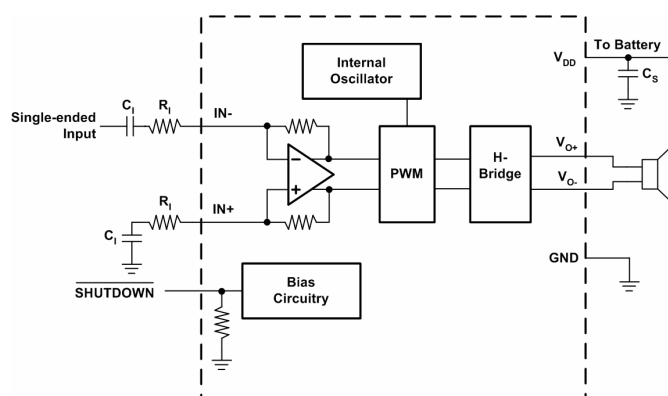 To Battery
Internal
Oscillator
V_DD
C_S
C_I
R_I
IN-
Single-ended
Input
−
+
PWM
H-
Bridge
V_O+
V_O-
R_I
IN+
C_I
GND
SHUTDOWN
Bias
Circuitry